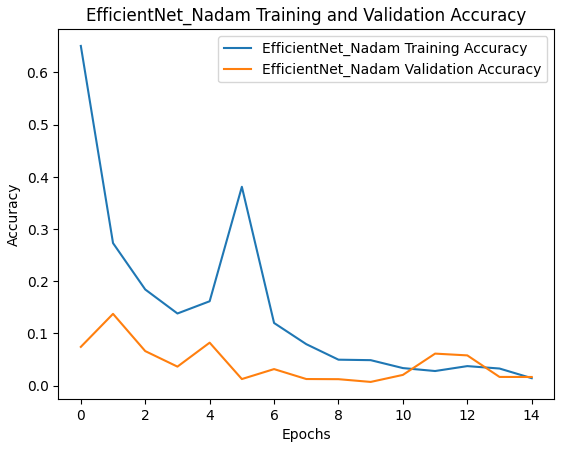 EfficientNet_Nadam Training and Validation Accuracy
EfficientNet_Nadam Training Accuracy
EfficientNet_Nadam Validation Accuracy
Accuracy
0.6
0.5
0.4
0.3
0.2
0.1
0.0
0 2 4 6 8 10 12 14
Epochs